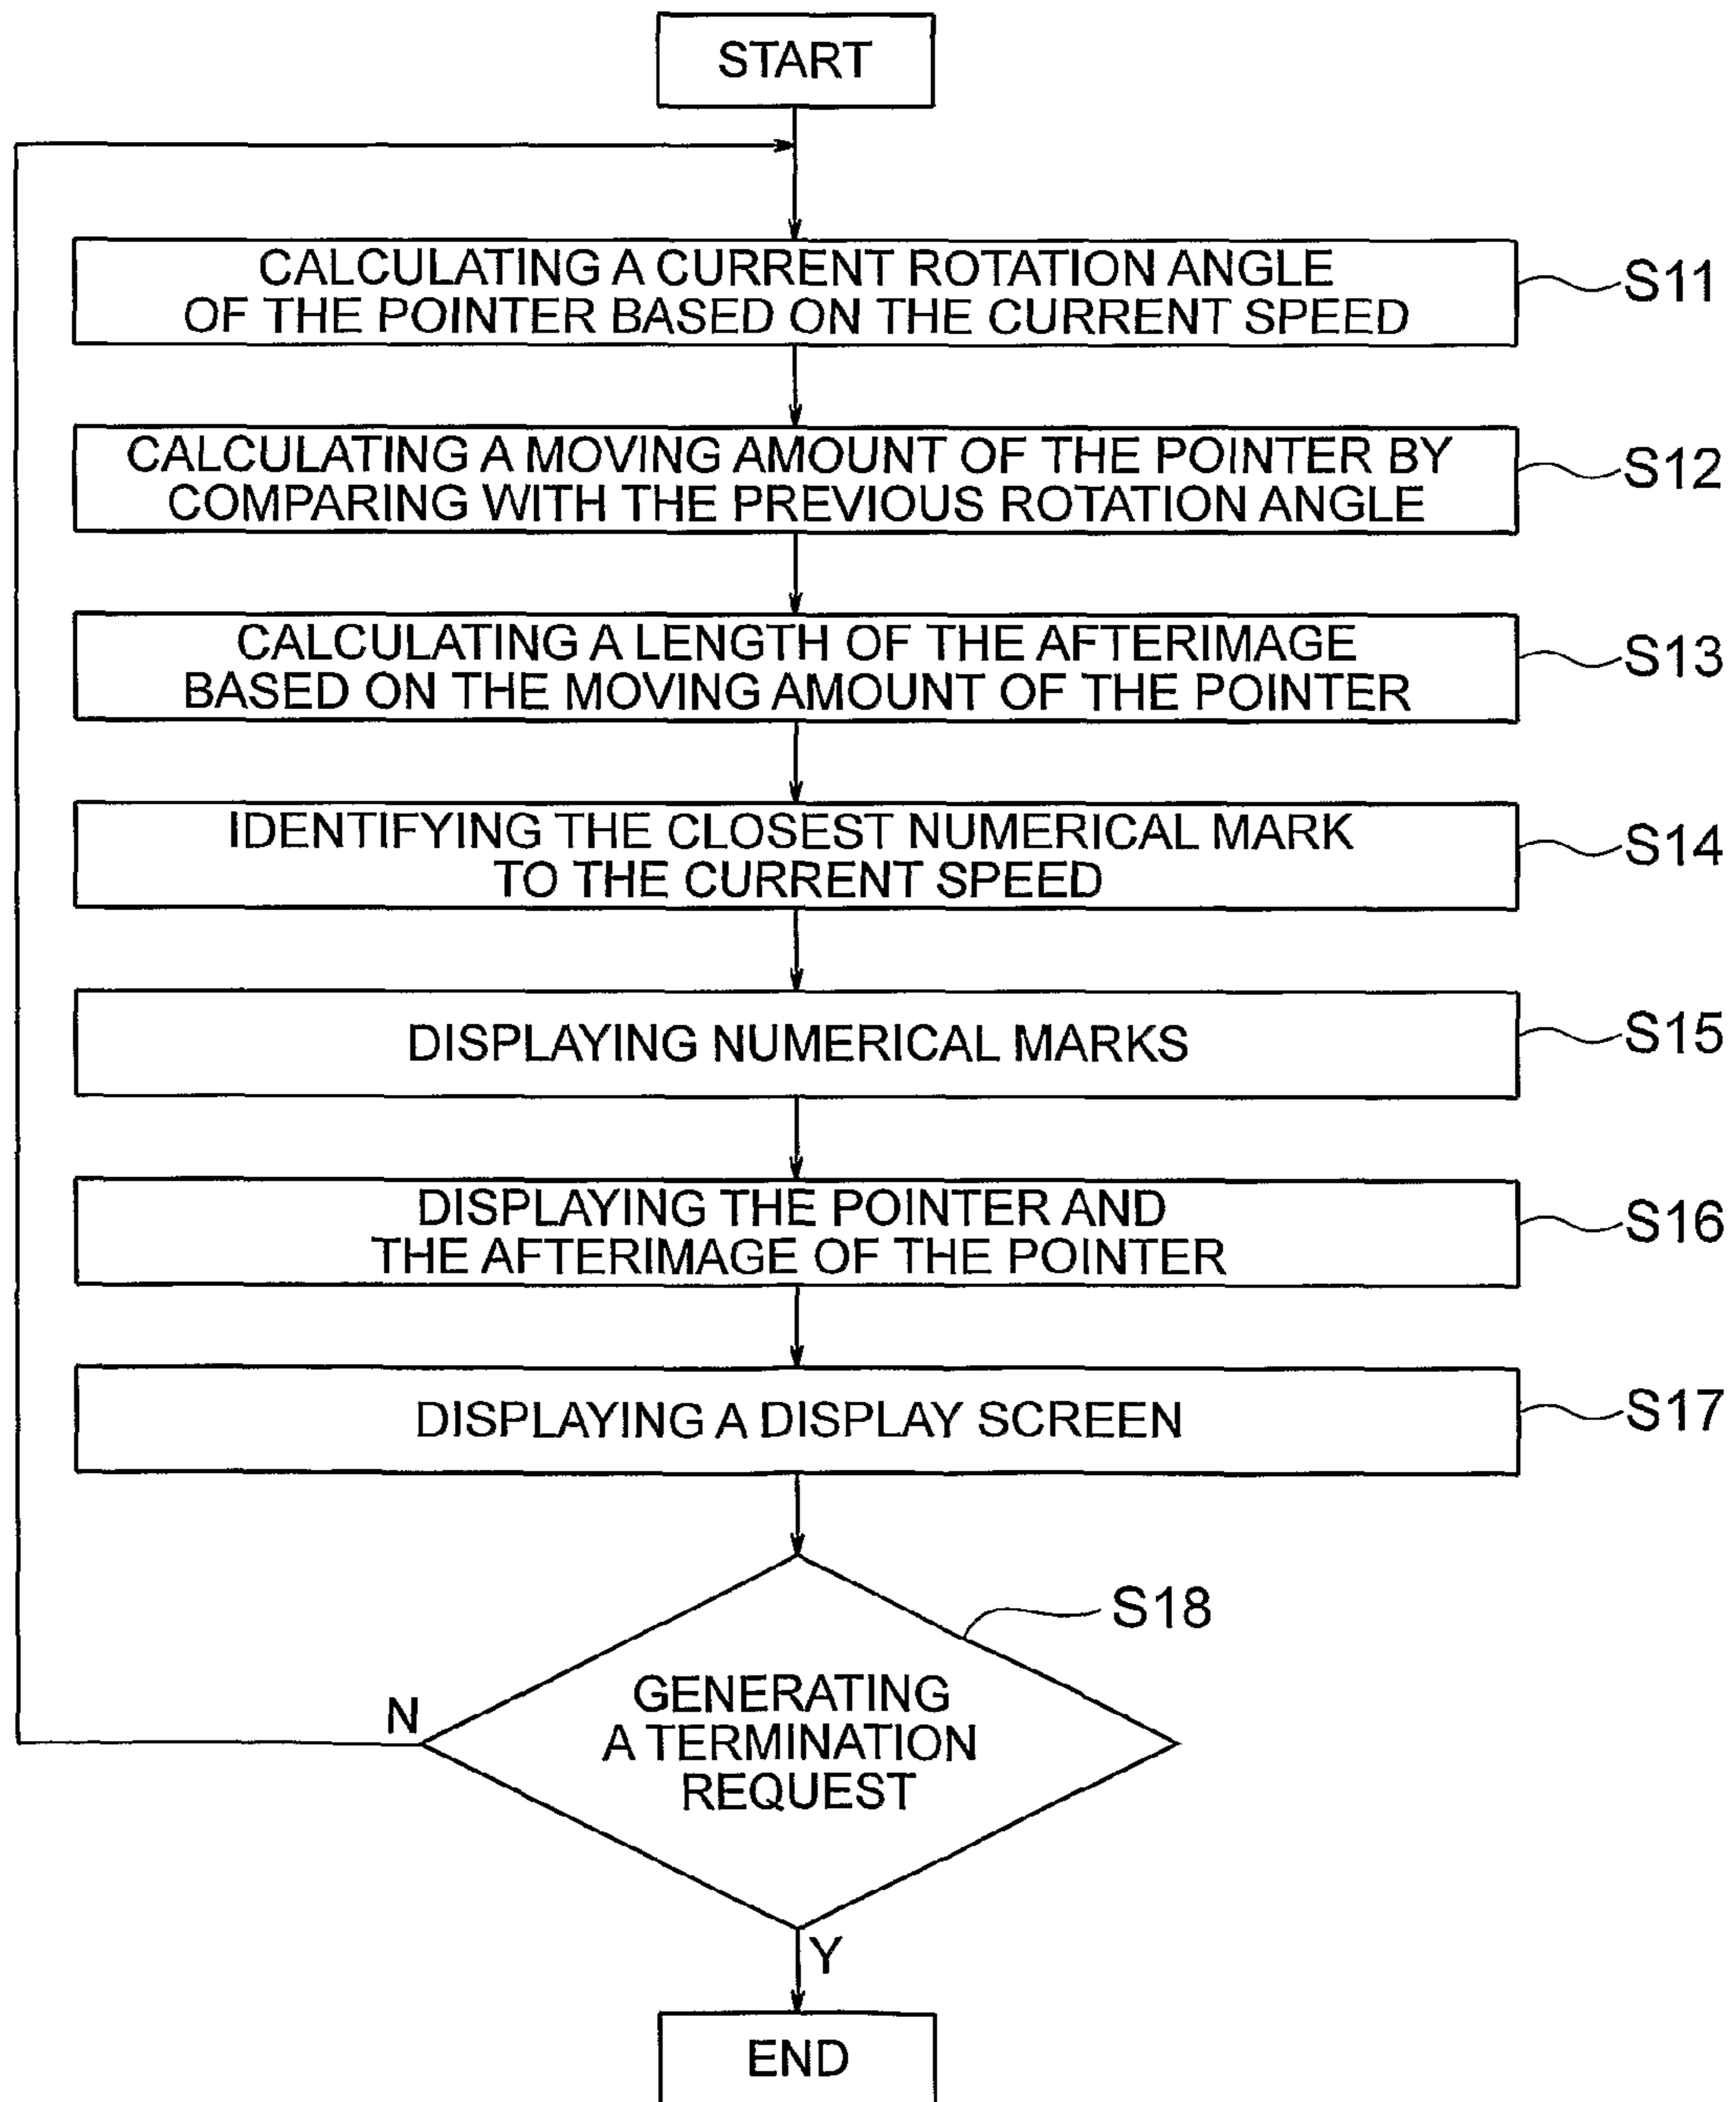 START
CALCULATING A CURRENT ROTATION ANGLE
OF THE POINTER BASED ON THE CURRENT SPEED
S11
CALCULATING A MOVING AMOUNT OF THE POINTER BY
COMPARING WITH THE PREVIOUS ROTATION ANGLE
S12
CALCULATING A LENGTH OF THE AFTERIMAGE
BASED ON THE MOVING AMOUNT OF THE POINTER
S13
IDENTIFYING THE CLOSEST NUMERICAL MARK
TO THE CURRENT SPEED
S14
DISPLAYING NUMERICAL MARKS
S15
DISPLAYING THE POINTER AND
THE AFTERIMAGE OF THE POINTER
S16
DISPLAYING A DISPLAY SCREEN
S17
S18
GENERATING
A TERMINATION
REQUEST
N
Y
END